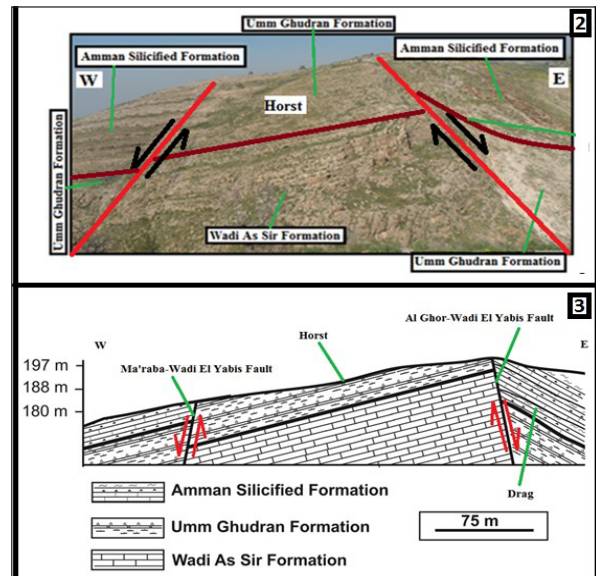 2
Umm Ghudran Formation
Amman Silicified Formation
Amman Silicified Formation
W
E
Horst
Umm Ghudran Formation
Wadi As Sir Formation
Umm Ghudran Formation
3
Al Ghor-Wadi El Yabis Fault
W
Horst
E
Ma'raba-Wadi El Yabis Fault
197 m
188 m
180 m
Drag
Amman Silicified Formation
Umm Ghudran Formation
Wadi As Sir Formation
75 m